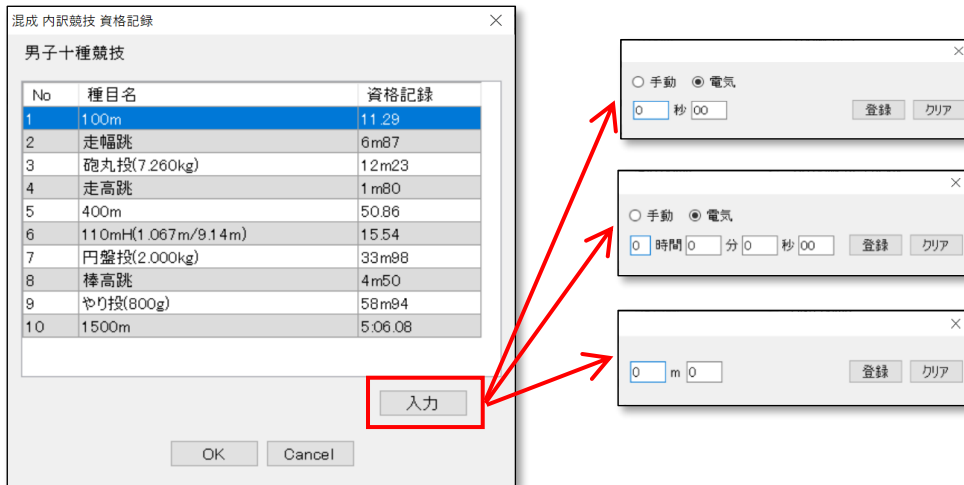 混成 内訳競技 資格記録
男子十種競技
No 種目名 資格記録
1 100m 11.29
2 走幅跳 6m87
3 砲丸投(7.260kg) 12m23
4 走高跳 1m80
5 400m 50.86
6 110mH(1.067m/9.14m) 15.54
7 円盤投(2.000kg) 33m98
8 棒高跳 4m50
9 やり投(800g) 58m94
10 1500m 5:06.08
入力
OK Cancel
手動 電気
0 秒 00 登録 クリア
手動 電気
0 時間 0 分 0 秒 00 登録 クリア
0 m 0 登録 クリア